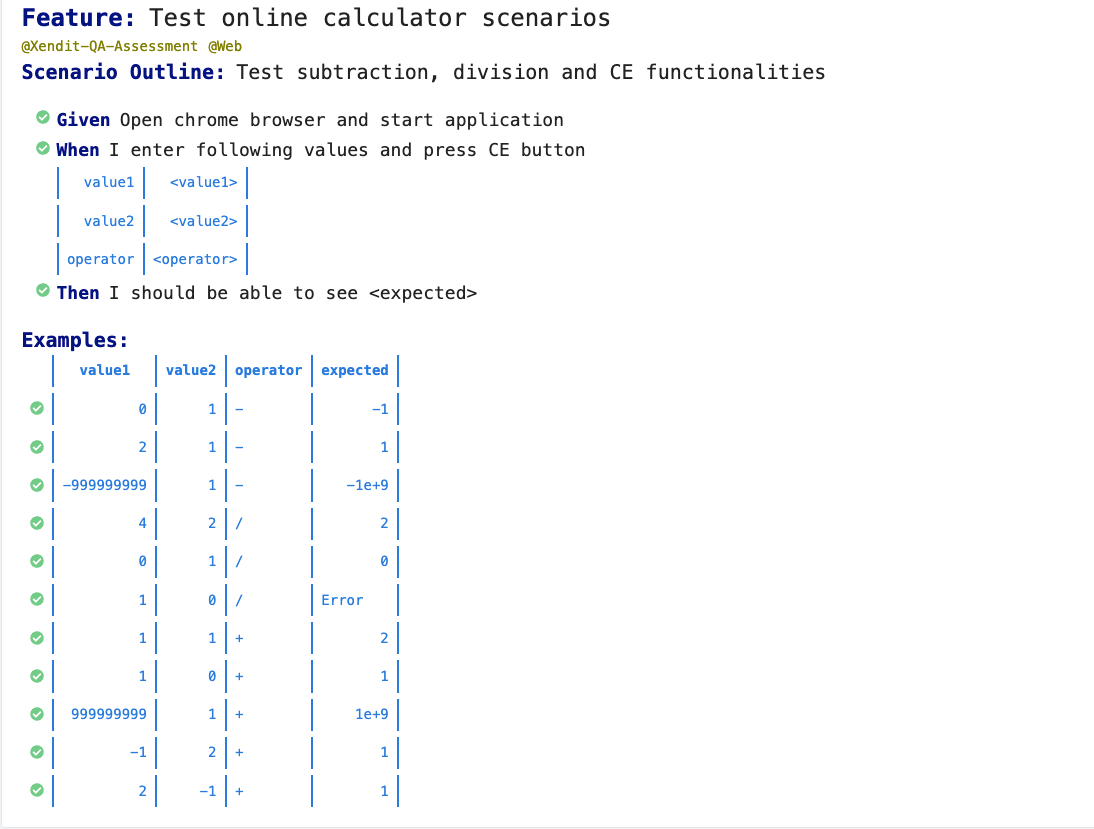 Feature: Test online calculator scenarios
@Xendit-QA-Assessment @Web
Scenario Outline: Test subtraction, division and CE functionalities
Given Open chrome browser and start application
When I enter following values and press CE button
value1 <value1>
value2 <value2>
operator <operator>
Then I should be able to see <expected>
Examples:
value1 value2 operator expected
0 1 - -1
2 1 - 1
-999999999 1 - -1e+9
4 2 / 2
0 1 / 0
1 0 / Error
1 1 + 2
1 0 + 1
999999999 1 + 1e+9
-1 2 + 1
2 -1 + 1